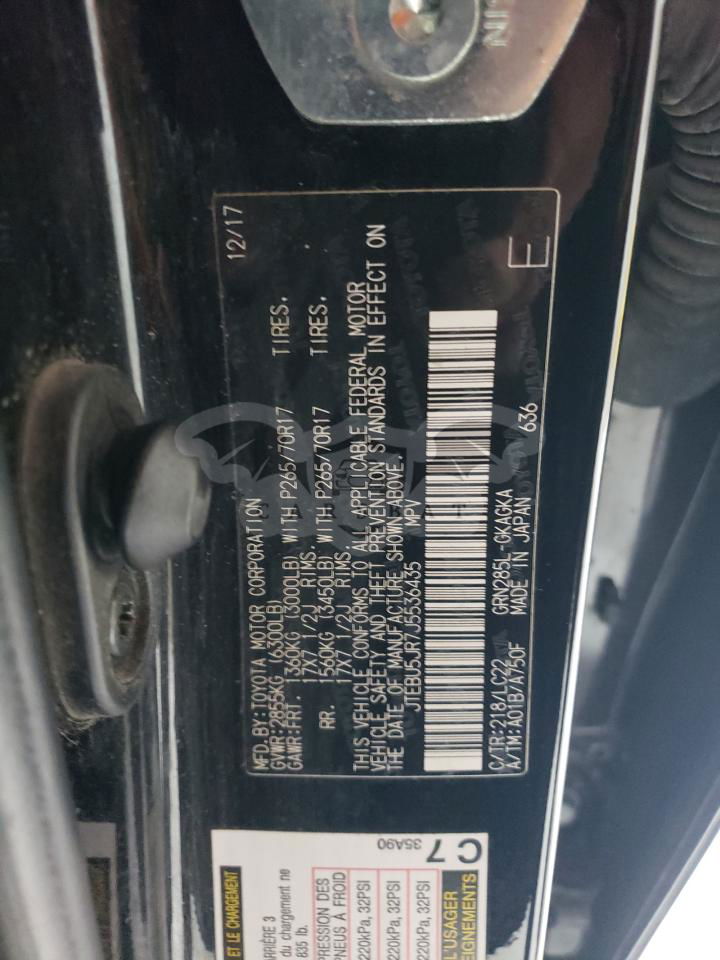 MFD.BY:TOYOTA MOTOR CORPORATION 12/17
GVWR:2855KG (6300LB)
GAWR:FRT. 1360KG (3000LB) WITH P265/70R17 TIRES.
17X7 1/2J RIMS.
RR. 1560KG (3450LB) WITH P265/70R17 TIRES.
17X7 1/2J RIMS.
THIS VEHICLE CONFORMS TO ALL APPLICABLE FEDERAL MOTOR
VEHICLE SAFETY AND THEFT PREVENTION STANDARDS IN EFFECT ON
THE DATE OF MANUFACTURE SHOWN ABOVE.
JTEBU5JR7J5536435 MPV
C/TR:218/LC22 GRN285L-GKAGKA
A/TM:A01B/A750F MADE IN JAPAN 636
E
ET LE CHARGEMENT
ARRIÈRE 3
du chargement ne
835 lb.
PRESSION DES
PNEUS À FROID
220kPa, 32PSI
220kPa, 32PSI
220kPa, 32PSI
L'USAGER
C 7
35A90